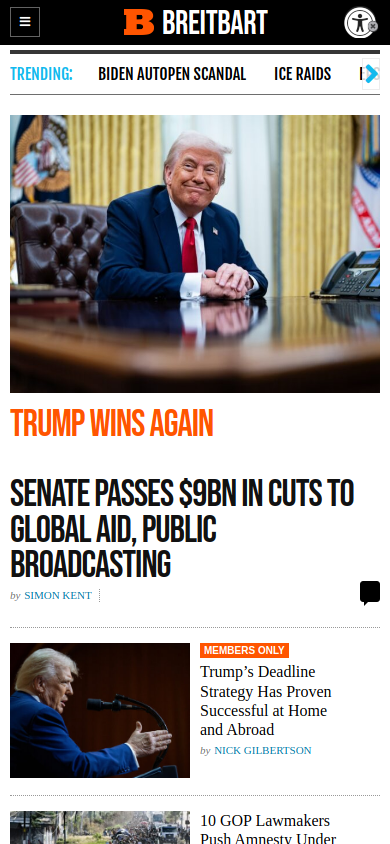 B BREITBART
TRENDING: BIDEN AUTOPEN SCANDAL ICE RAIDS
TRUMP WINS AGAIN
SENATE PASSES $9BN IN CUTS TO
GLOBAL AID, PUBLIC
BROADCASTING
by SIMON KENT
MEMBERS ONLY
Trump’s Deadline
Strategy Has Proven
Successful at Home
and Abroad
by NICK GILBERTSON
10 GOP Lawmakers
Push Amnesty Under